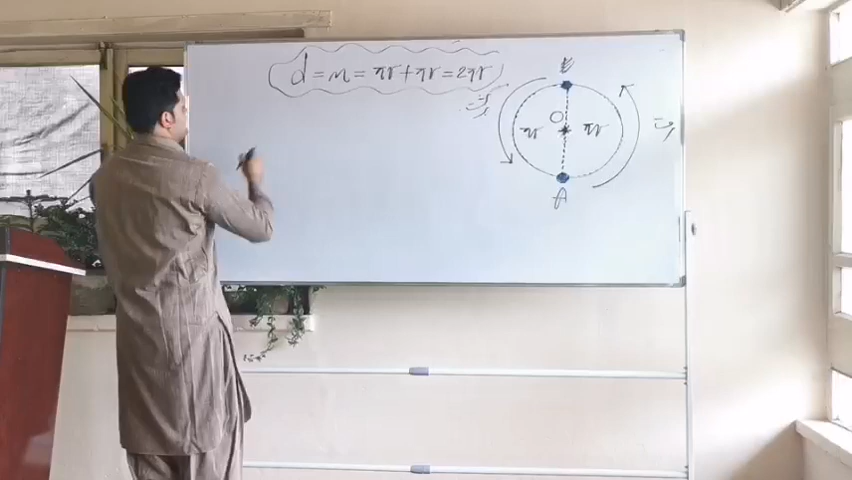 d = m = πr + πr = 2πr
B
O
πr
πr
A